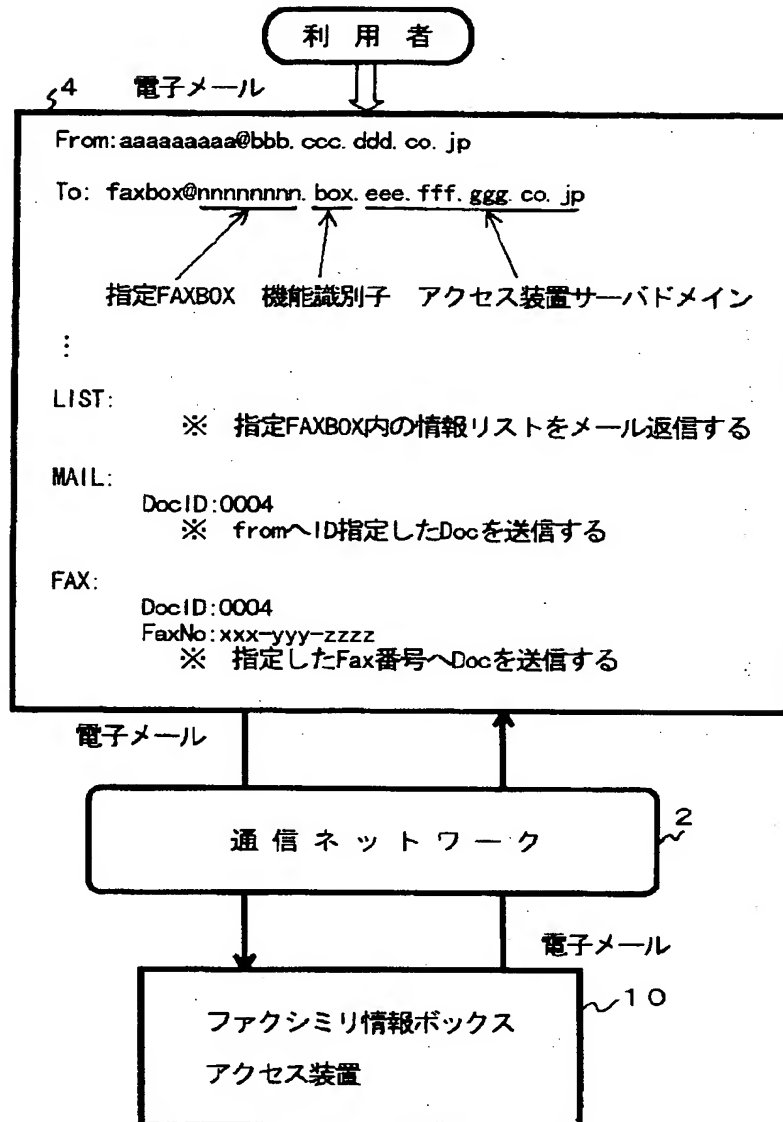 利用者
4 電子メール
From:aaaaaaaaaa@bbb.ccc.ddd.co.jp
To: faxbox@nnnnnnnn.box.eee.fff.ggg.co.jp
指定FAXBOX 機能識別子 アクセス装置サーバドメイン
⋮
LIST:
※ 指定FAXBOX内の情報リストをメール返信する
MAIL:
DocID:0004
※ fromへID指定したDocを送信する
FAX:
DocID:0004
FaxNo:xxx-yyy-zzzz
※ 指定したFax番号へDocを送信する
電子メール
通信ネットワーク
2
電子メール
ファクシミリ情報ボックス
アクセス装置
10